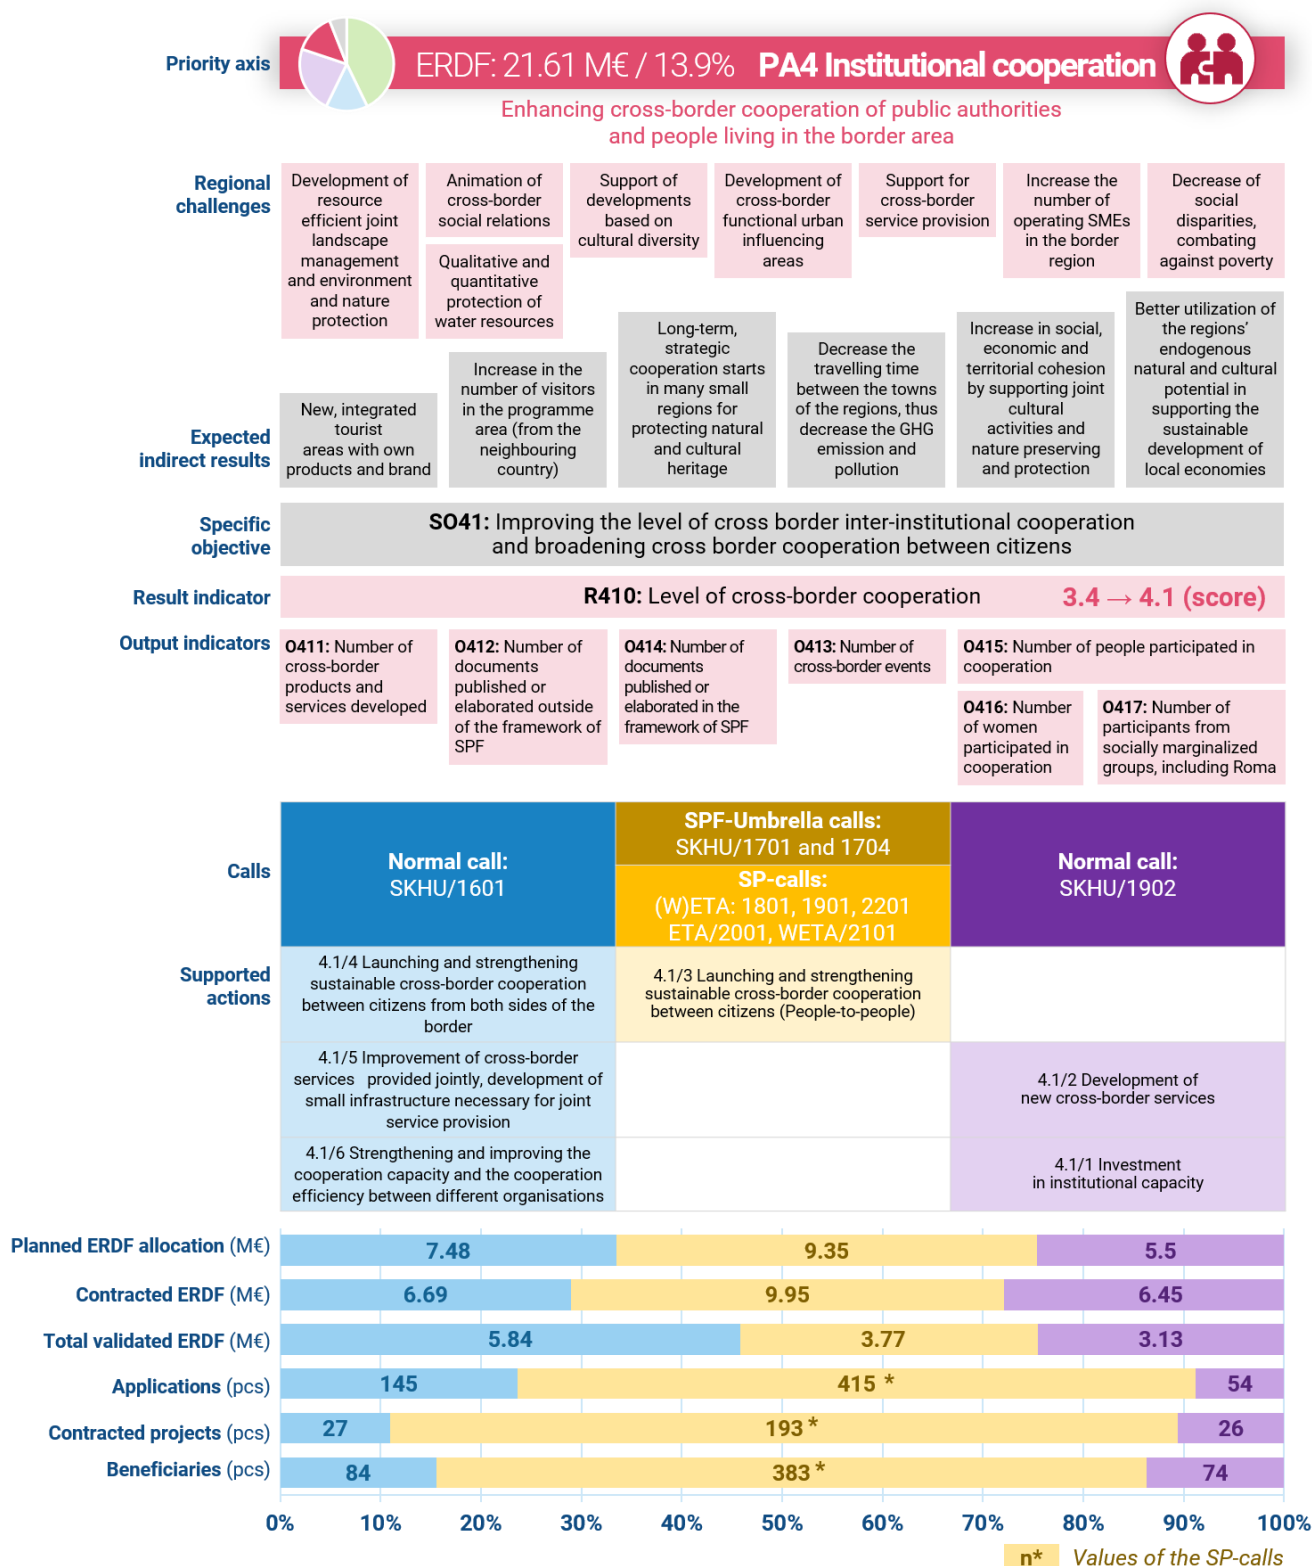 Priority axis
ERDF: 21.61 M€ / 13.9% PA4 Institutional cooperation
Enhancing cross-border cooperation of public authorities
and people living in the border area
Regional
challenges
Development of
resource
efficient joint
landscape
management
and environment
and nature
protection
Animation of
cross-border
social relations
Qualitative and
quantitative
protection of
water resources
Support of
developments
based on
cultural diversity
Development of
cross-border
functional urban
influencing
areas
Support for
cross-border
service provision
Increase the
number of
operating SMEs
in the border
region
Decrease of
social
disparities,
combating
against poverty
Expected
indirect results
New, integrated
tourist
areas with own
products and brand
Increase in the
number of visitors
in the programme
area (from the
neighbouring
country)
Long-term,
strategic
cooperation starts
in many small
regions for
protecting natural
and cultural
heritage
Decrease the
travelling time
between the towns
of the regions, thus
decrease the GHG
emission and
pollution
Increase in social,
economic and
territorial cohesion
by supporting joint
cultural
activities and
nature preserving
and protection
Better utilization of
the regions’
endogenous
natural and cultural
potential in
supporting the
sustainable
development of
local economies
Specific
objective
SO41: Improving the level of cross border inter-institutional cooperation
and broadening cross border cooperation between citizens
Result indicator
R410: Level of cross-border cooperation
3.4 → 4.1 (score)
Output indicators
O411: Number of
cross-border
products and
services developed
O412: Number of
documents
published or
elaborated outside
of the framework of
SPF
O414: Number of
documents
published or
elaborated in the
framework of SPF
O413: Number of
cross-border events
O415: Number of people participated in
cooperation
O416: Number
of women
participated in
cooperation
O417: Number of
participants from
socially marginalized
groups, including Roma
Calls
Normal call:
SKHU/1601
SPF-Umbrella calls:
SKHU/1701 and 1704
SP-calls:
(W)ETA: 1801, 1901, 2201
ETA/2001, WETA/2101
Normal call:
SKHU/1902
Supported
actions
4.1/4 Launching and strengthening
sustainable cross-border cooperation
between citizens from both sides of the
border
4.1/3 Launching and strengthening
sustainable cross-border cooperation
between citizens (People-to-people)
4.1/5 Improvement of cross-border
services provided jointly, development of
small infrastructure necessary for joint
service provision
4.1/2 Development of
new cross-border services
4.1/6 Strengthening and improving the
cooperation capacity and the cooperation
efficiency between different organisations
4.1/1 Investment
in institutional capacity
Planned ERDF allocation (M€) 7.48 9.35 5.5
Contracted ERDF (M€) 6.69 9.95 6.45
Total validated ERDF (M€) 5.84 3.77 3.13
Applications (pcs) 145 415 * 54
Contracted projects (pcs) 27 193 * 26
Beneficiaries (pcs) 84 383 * 74
0% 10% 20% 30% 40% 50% 60% 70% 80% 90% 100%
n* Values of the SP-calls